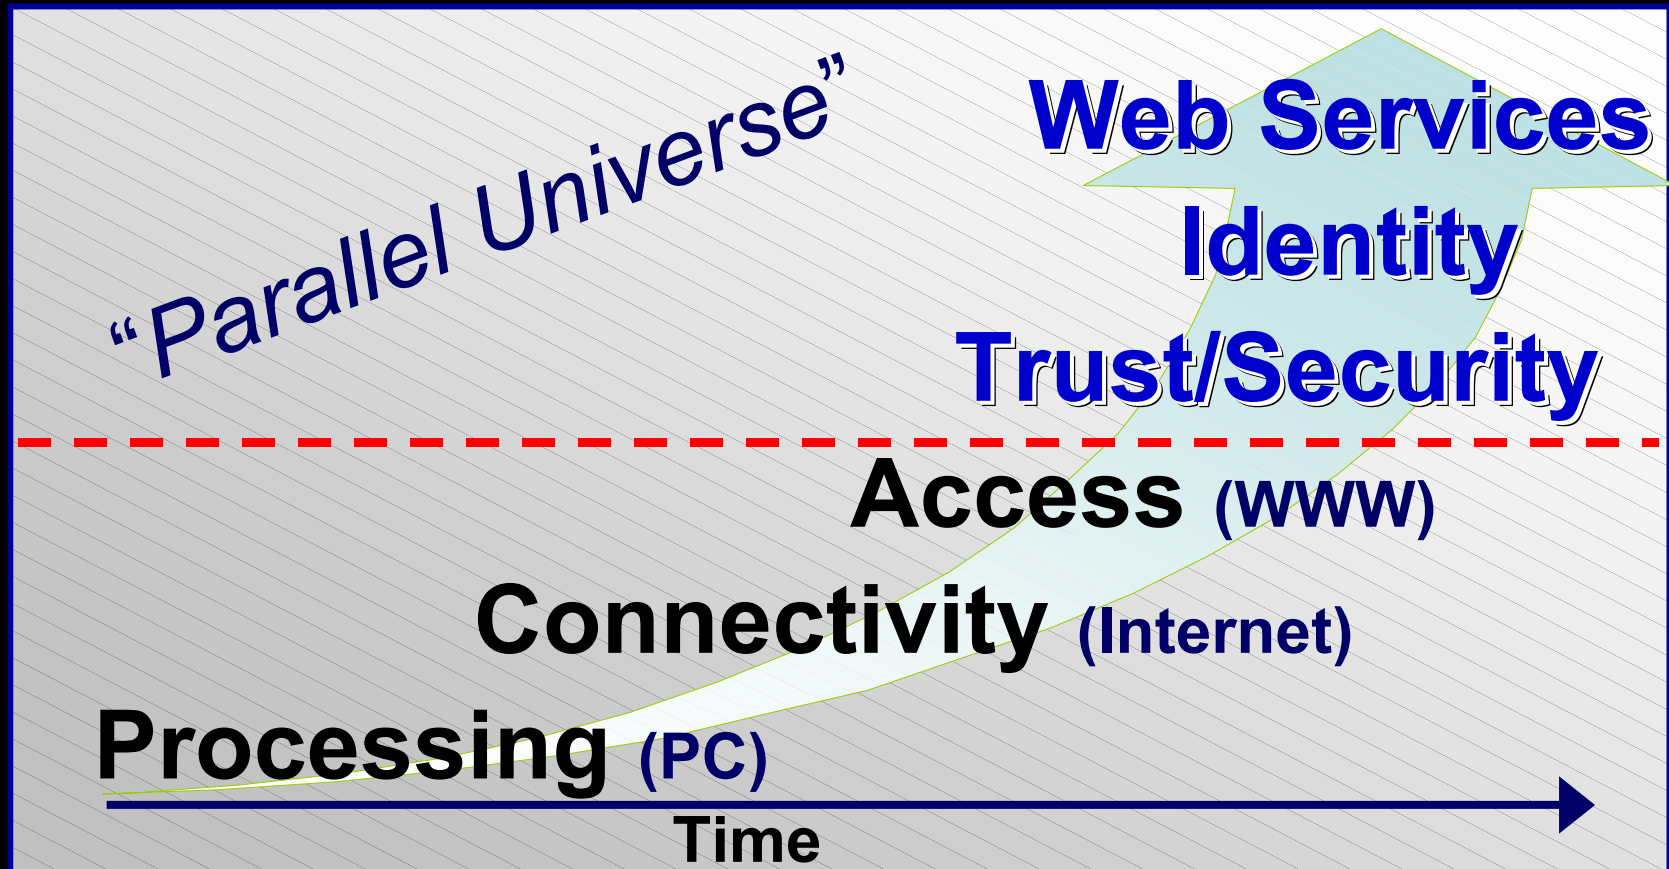 “Parallel Universe”
Web Services
Identity
Trust/Security
Access (WWW)
Connectivity (Internet)
Processing (PC)
Time